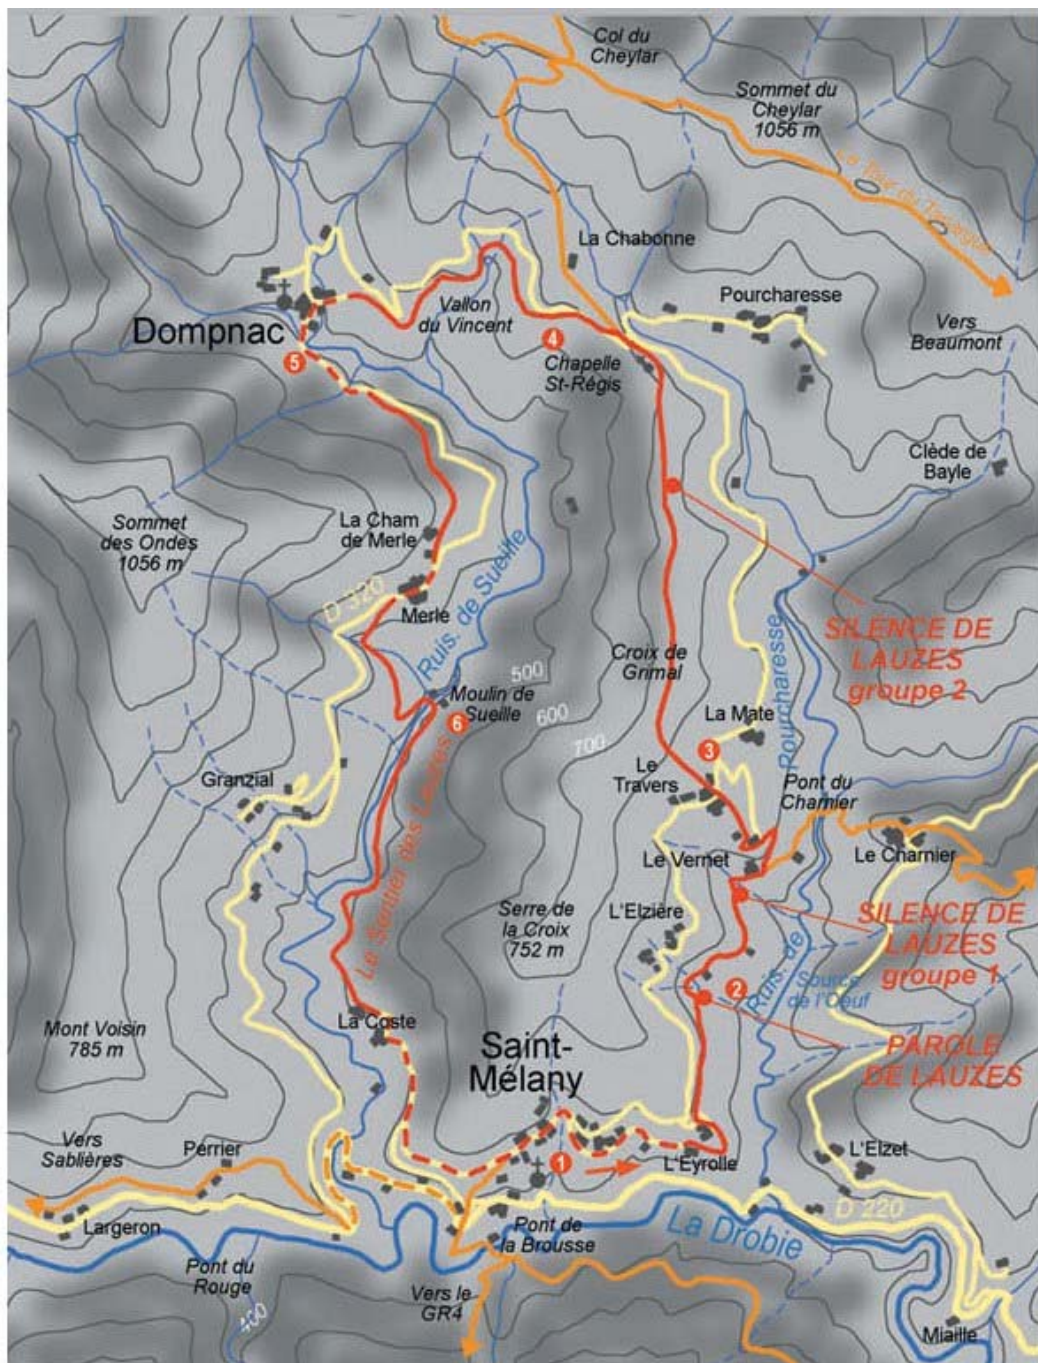 Col du
Cheylar
Sommet du
Cheylar
1056 m
Le Tour du Tanargue
La Chabonne
Pourcharesse
Vers
Beaumont
Dompnac
Vallon
du Vincent
4
Chapelle
St-Régis
5
Clède de
Bayle
Sommet
des Ondes
1056 m
La Cham
de Merle
D 320
Merle
Ruis. de Sueille
SILENCE DE
LAUZES
groupe 2
Croix de
Grimal
500
600
700
Moulin de
Sueille
6
La Mate
3
Ruis. de Pourcharesse
Granzial
Le
Travers
Pont du
Charnier
Le Charnier
Le Vernet
Le Sentier des Lauzes
L'Elzière
Serre de
la Croix
752 m
SILENCE DE
LAUZES
groupe 1
2
Source
de l'Oeuf
Mont Voisin
785 m
La Coste
Saint-
Mélany
PAROLE
DE LAUZES
Vers
Sablières
Perrier
1
L'Eyrolle
L'Elzet
Largeron
D 220
Pont de
la Brousse
La Drobie
Pont du
Rouge
400
Vers le
GR4
Miaille